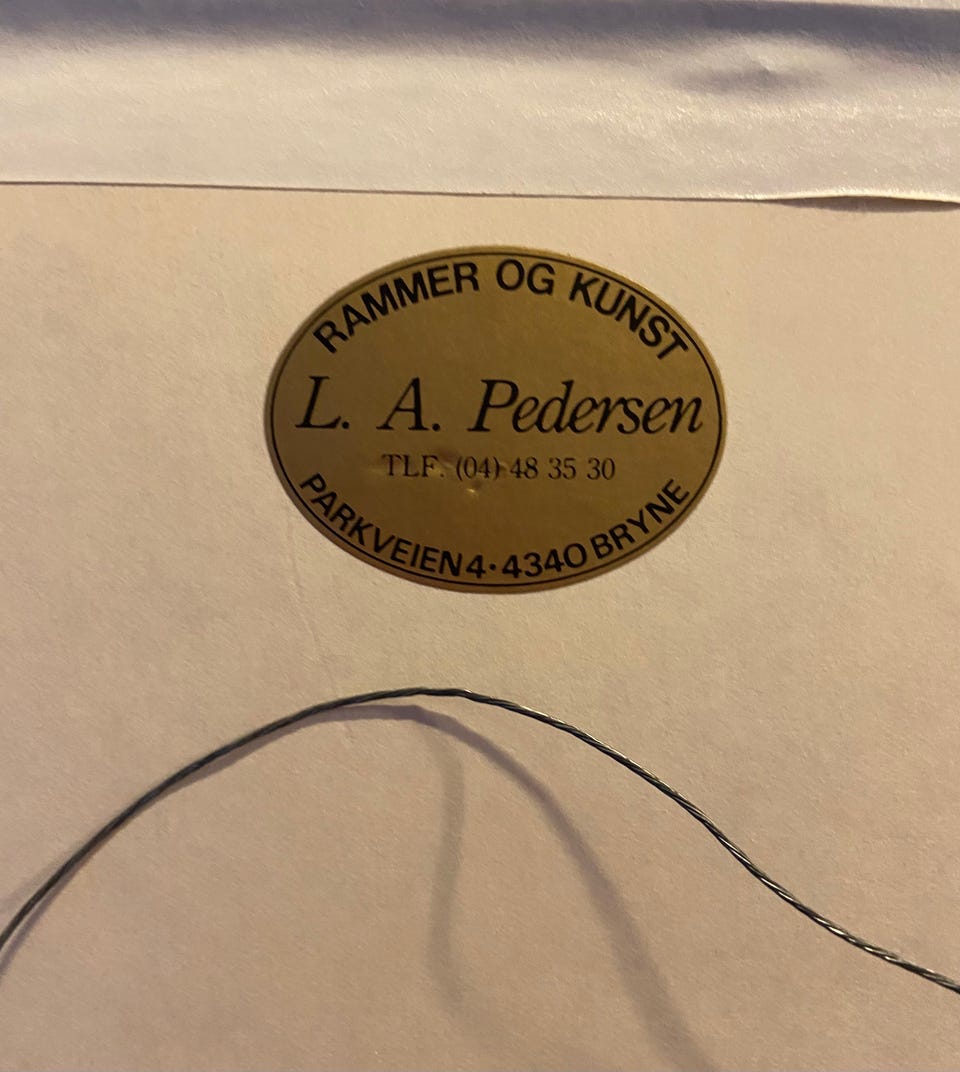 RAMMER OG KUNST
L. A. Pedersen
TLF. (04) 48 35 30
PARKVEIEN 4 · 4340 BRYNE